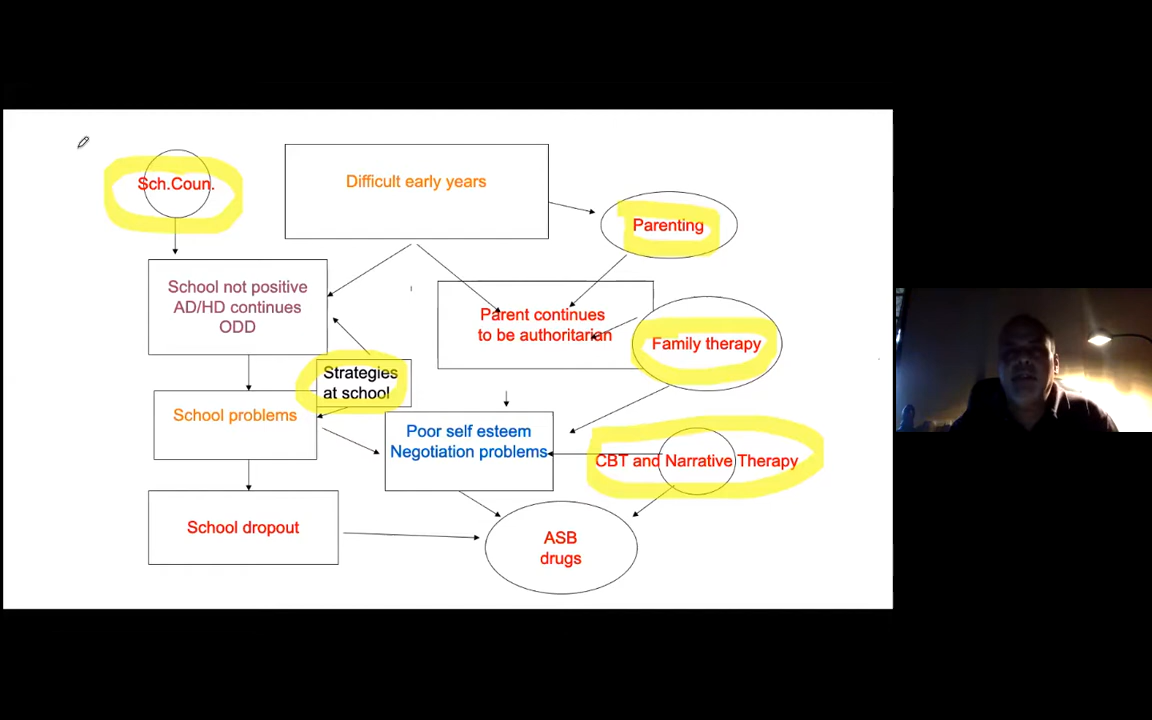 Sch.Coun.
Difficult early years
Parenting
School not positive
AD/HD continues
ODD
Parent continues
to be authoritarian
Family therapy
Strategies
at school
School problems
Poor self esteem
Negotiation problems
CBT and Narrative Therapy
School dropout
ASB
drugs